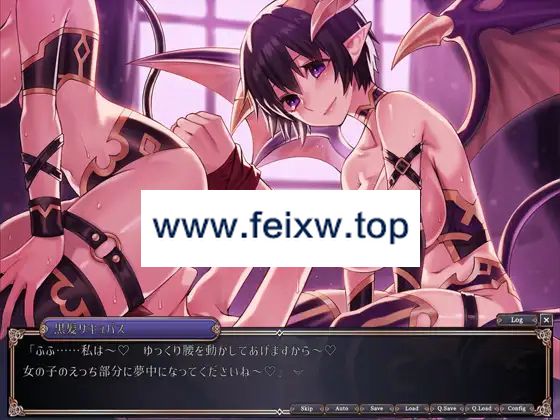 www.feixw.top
Log
黒髪サキュバス
「ふふ……私は～♡　ゆっくり腰を動かしてあげますから～♡
女の子のえっち部分に夢中になってくださいね～♡」
Skip Auto Save Load Q.Save Q.Load Config